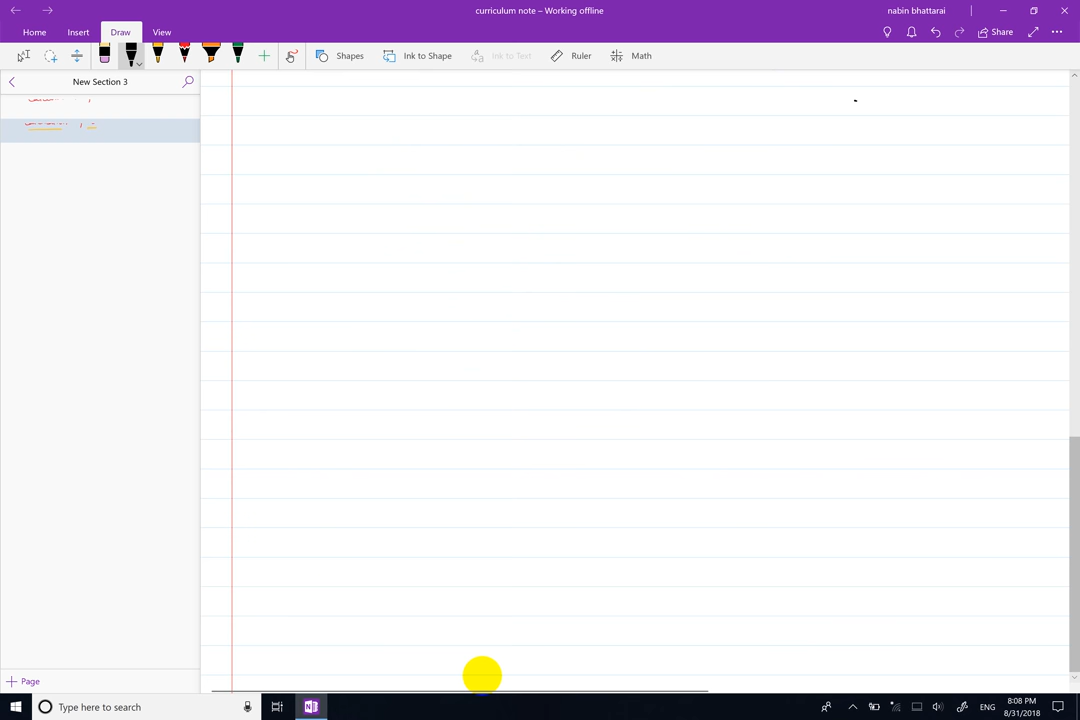 curriculum note – Working offline
nabin bhattarai
Home
Insert
Draw
View
Share
Shapes
Ink to Shape
Ink to Text
Ruler
Math
New Section 3
Page
Type here to search
ENG
8:08 PM
8/31/2018